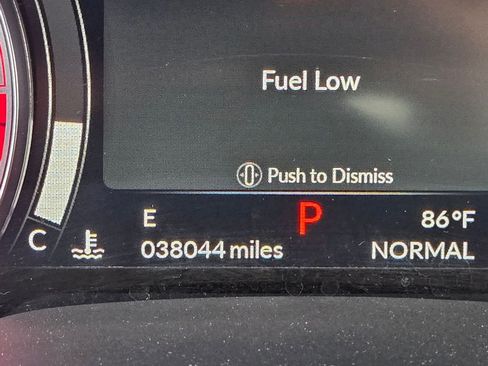 Fuel Low
Push to Dismiss
E P 86°F
C 038044 miles NORMAL